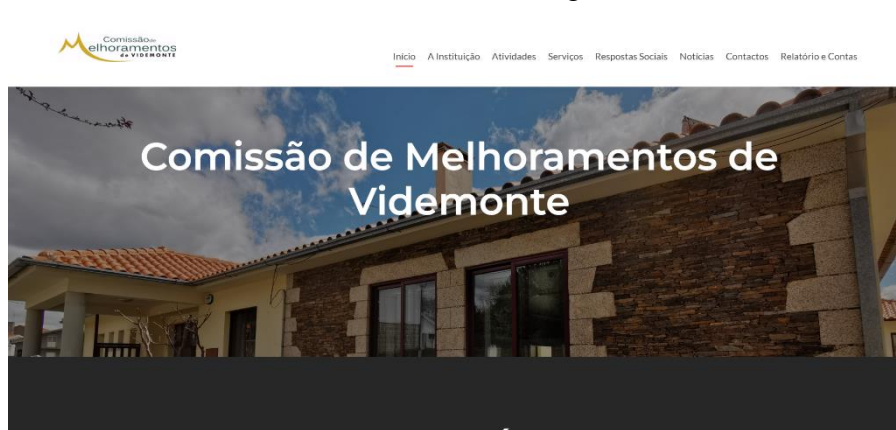 Comissão de
Melhoramentos
de VIDEMONTE
Início A Instituição Atividades Serviços Respostas Sociais Notícias Contactos Relatório e Contas
Comissão de Melhoramentos de
Videmonte